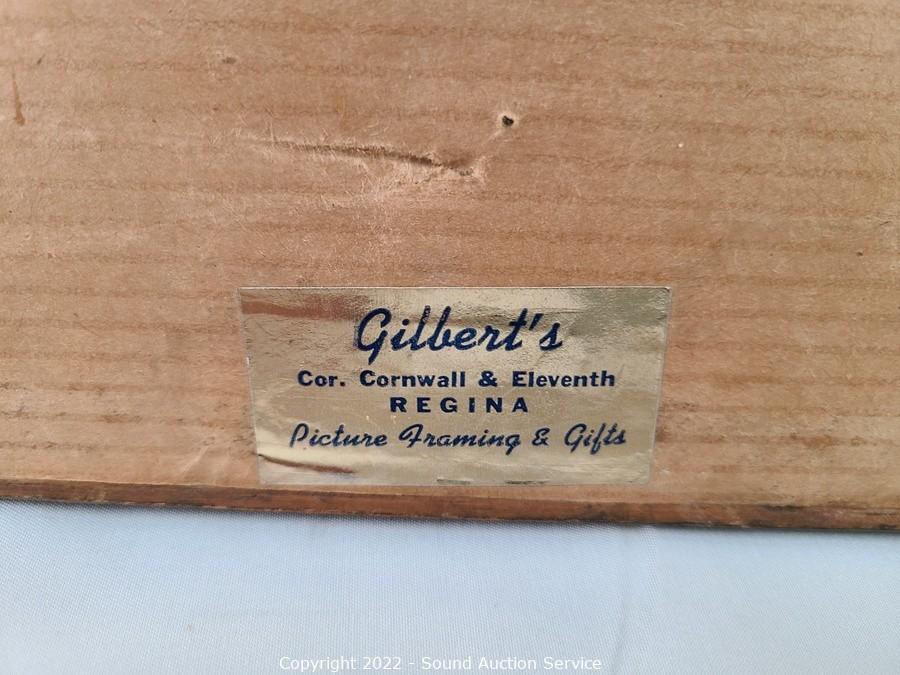 Gilbert's
Cor. Cornwall & Eleventh
REGINA
Picture Framing & Gifts
Copyright 2022 - Sound Auction Service